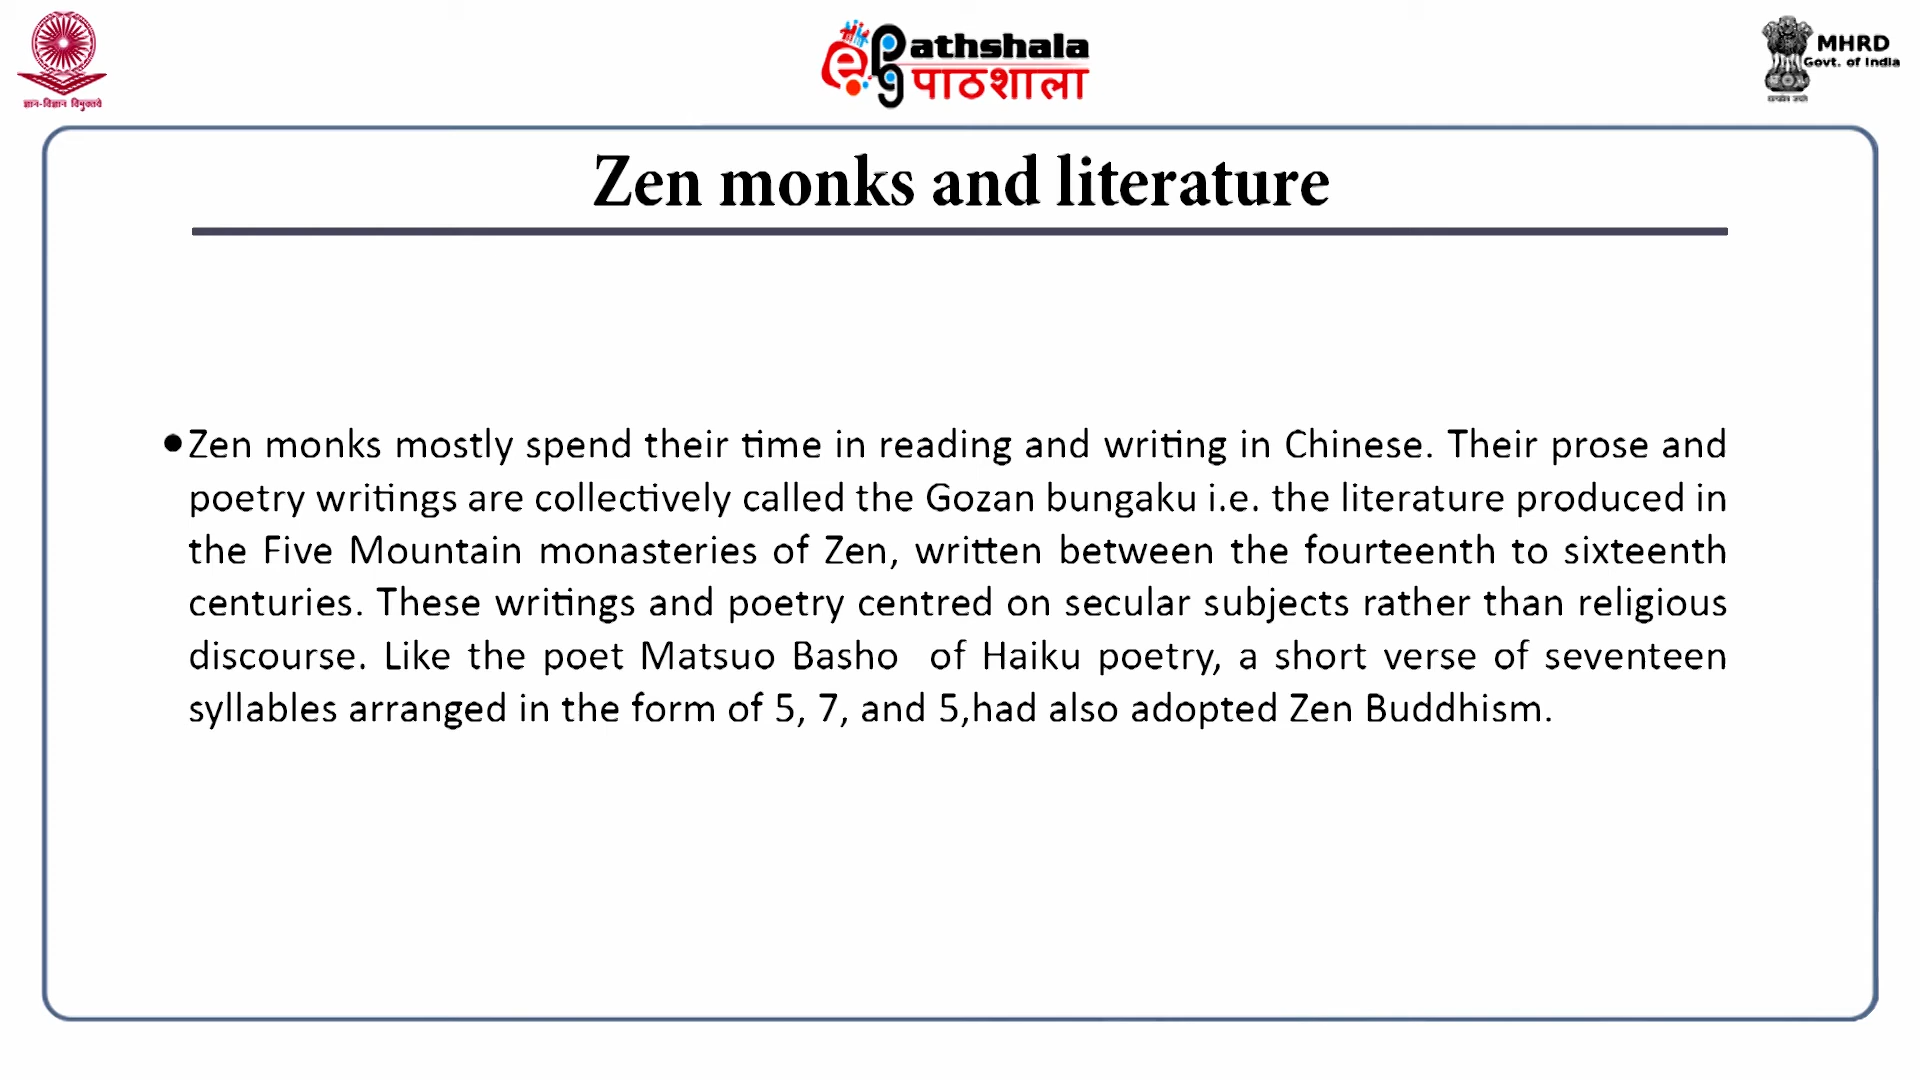 ज्ञान-विज्ञान विमुक्तये
e PG Pathshala
पाठशाला
MHRD
Govt. of India
Zen monks and literature
•Zen monks mostly spend their time in reading and writing in Chinese. Their prose and
poetry writings are collectively called the Gozan bungaku i.e. the literature produced in
the Five Mountain monasteries of Zen, written between the fourteenth to sixteenth
centuries. These writings and poetry centred on secular subjects rather than religious
discourse. Like the poet Matsuo Basho of Haiku poetry, a short verse of seventeen
syllables arranged in the form of 5, 7, and 5,had also adopted Zen Buddhism.